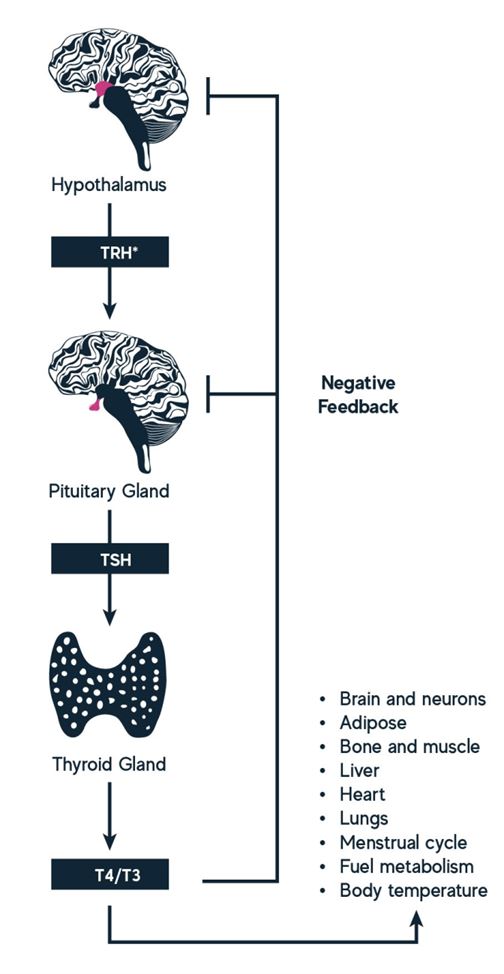 Hypothalamus
TRH*
Negative
Feedback
Pituitary Gland
TSH
Thyroid Gland
T4/T3
• Brain and neurons
• Adipose
• Bone and muscle
• Liver
• Heart
• Lungs
• Menstrual cycle
• Fuel metabolism
• Body temperature